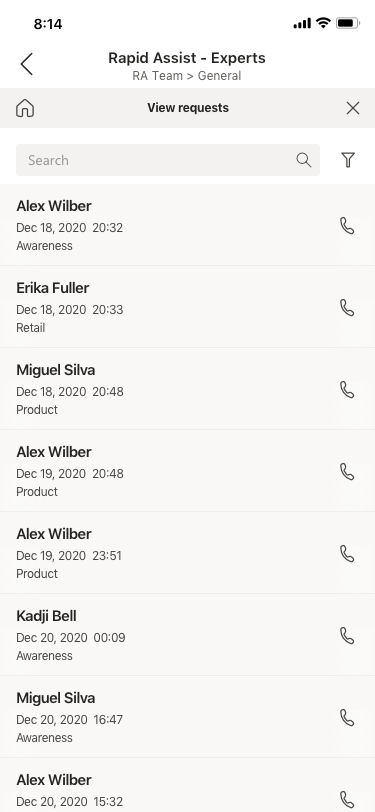 8:14
Rapid Assist - Experts
RA Team > General
View requests
Search
Alex Wilber
Dec 18, 2020 20:32
Awareness
Erika Fuller
Dec 18, 2020 20:33
Retail
Miguel Silva
Dec 18, 2020 20:48
Product
Alex Wilber
Dec 19, 2020 20:48
Product
Alex Wilber
Dec 19, 2020 23:51
Product
Kadji Bell
Dec 20, 2020 00:09
Awareness
Miguel Silva
Dec 20, 2020 16:47
Awareness
Alex Wilber
Dec 20, 2020 15:32